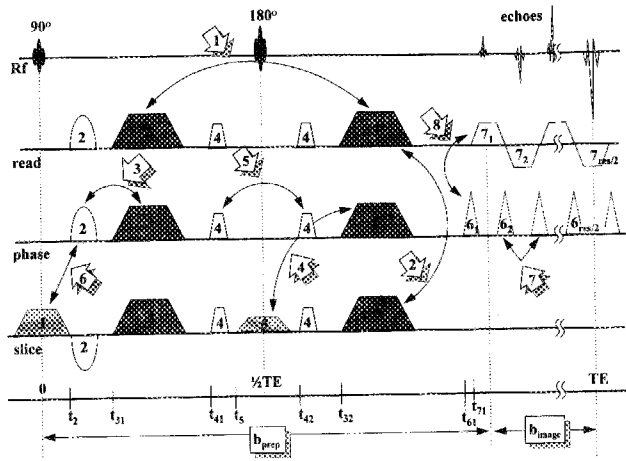 180º
90º
echoes
1
Rf
8
2
4
4
7₁
7₂
7res/2
read
3
5
2
4
4
6₁
6₂
6res/2
phase
6
4
2
7
1
4
4
2
slice
0
½TE
TE
t₂
t₃₁
t₄₁
t₅
t₄₂
t₃₂
t₆₁
t₇₁
bprep
bimage